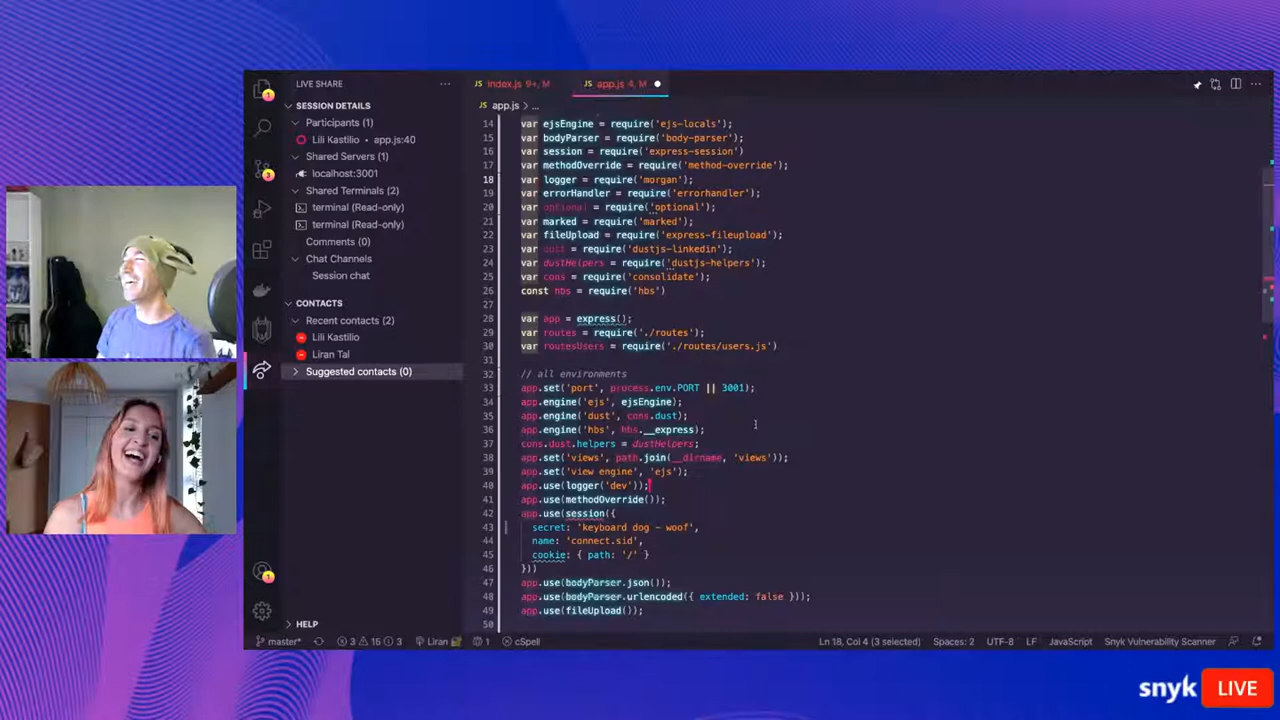 LIVE SHARE
SESSION DETAILS
Participants (1)
Lili Kastilio • app.js:40
Shared Servers (1)
localhost:3001
Shared Terminals (2)
terminal (Read-only)
terminal (Read-only)
Comments (0)
Chat Channels
Session chat
CONTACTS
Recent contacts (2)
Lili Kastilio
Liran Tal
Suggested contacts (0)
HELP
JS index.js 9+, M
JS app.js 4, M
JS app.js > ...
14 var ejsEngine = require('ejs-locals');
15 var bodyParser = require('body-parser');
16 var session = require('express-session')
17 var methodOverride = require('method-override');
18 var logger = require('morgan');
19 var errorHandler = require('errorhandler');
20 var optional = require('optional');
21 var marked = require('marked');
22 var fileUpload = require('express-fileupload');
23 var dust = require('dustjs-linkedin');
24 var dustHelpers = require('dustjs-helpers');
25 var cons = require('consolidate');
26 const hbs = require('hbs')
27
28 var app = express();
29 var routes = require('./routes');
30 var routesUsers = require('./routes/users.js')
31
32 // all environments
33 app.set('port', process.env.PORT || 3001);
34 app.engine('ejs', ejsEngine);
35 app.engine('dust', cons.dust);
36 app.engine('hbs', hbs.__express);
37 cons.dust.helpers = dustHelpers;
38 app.set('views', path.join(__dirname, 'views'));
39 app.set('view engine', 'ejs');
40 app.use(logger('dev'));
41 app.use(methodOverride());
42 app.use(session({
43 secret: 'keyboard dog - woof',
44 name: 'connect.sid',
45 cookie: { path: '/' }
46 }))
47 app.use(bodyParser.json());
48 app.use(bodyParser.urlencoded({ extended: false }));
49 app.use(fileUpload());
50
master* 3 15 3 Liran 1 cSpell Ln 18, Col 4 (3 selected) Spaces: 2 UTF-8 LF JavaScript Snyk Vulnerability Scanner
snyk LIVE